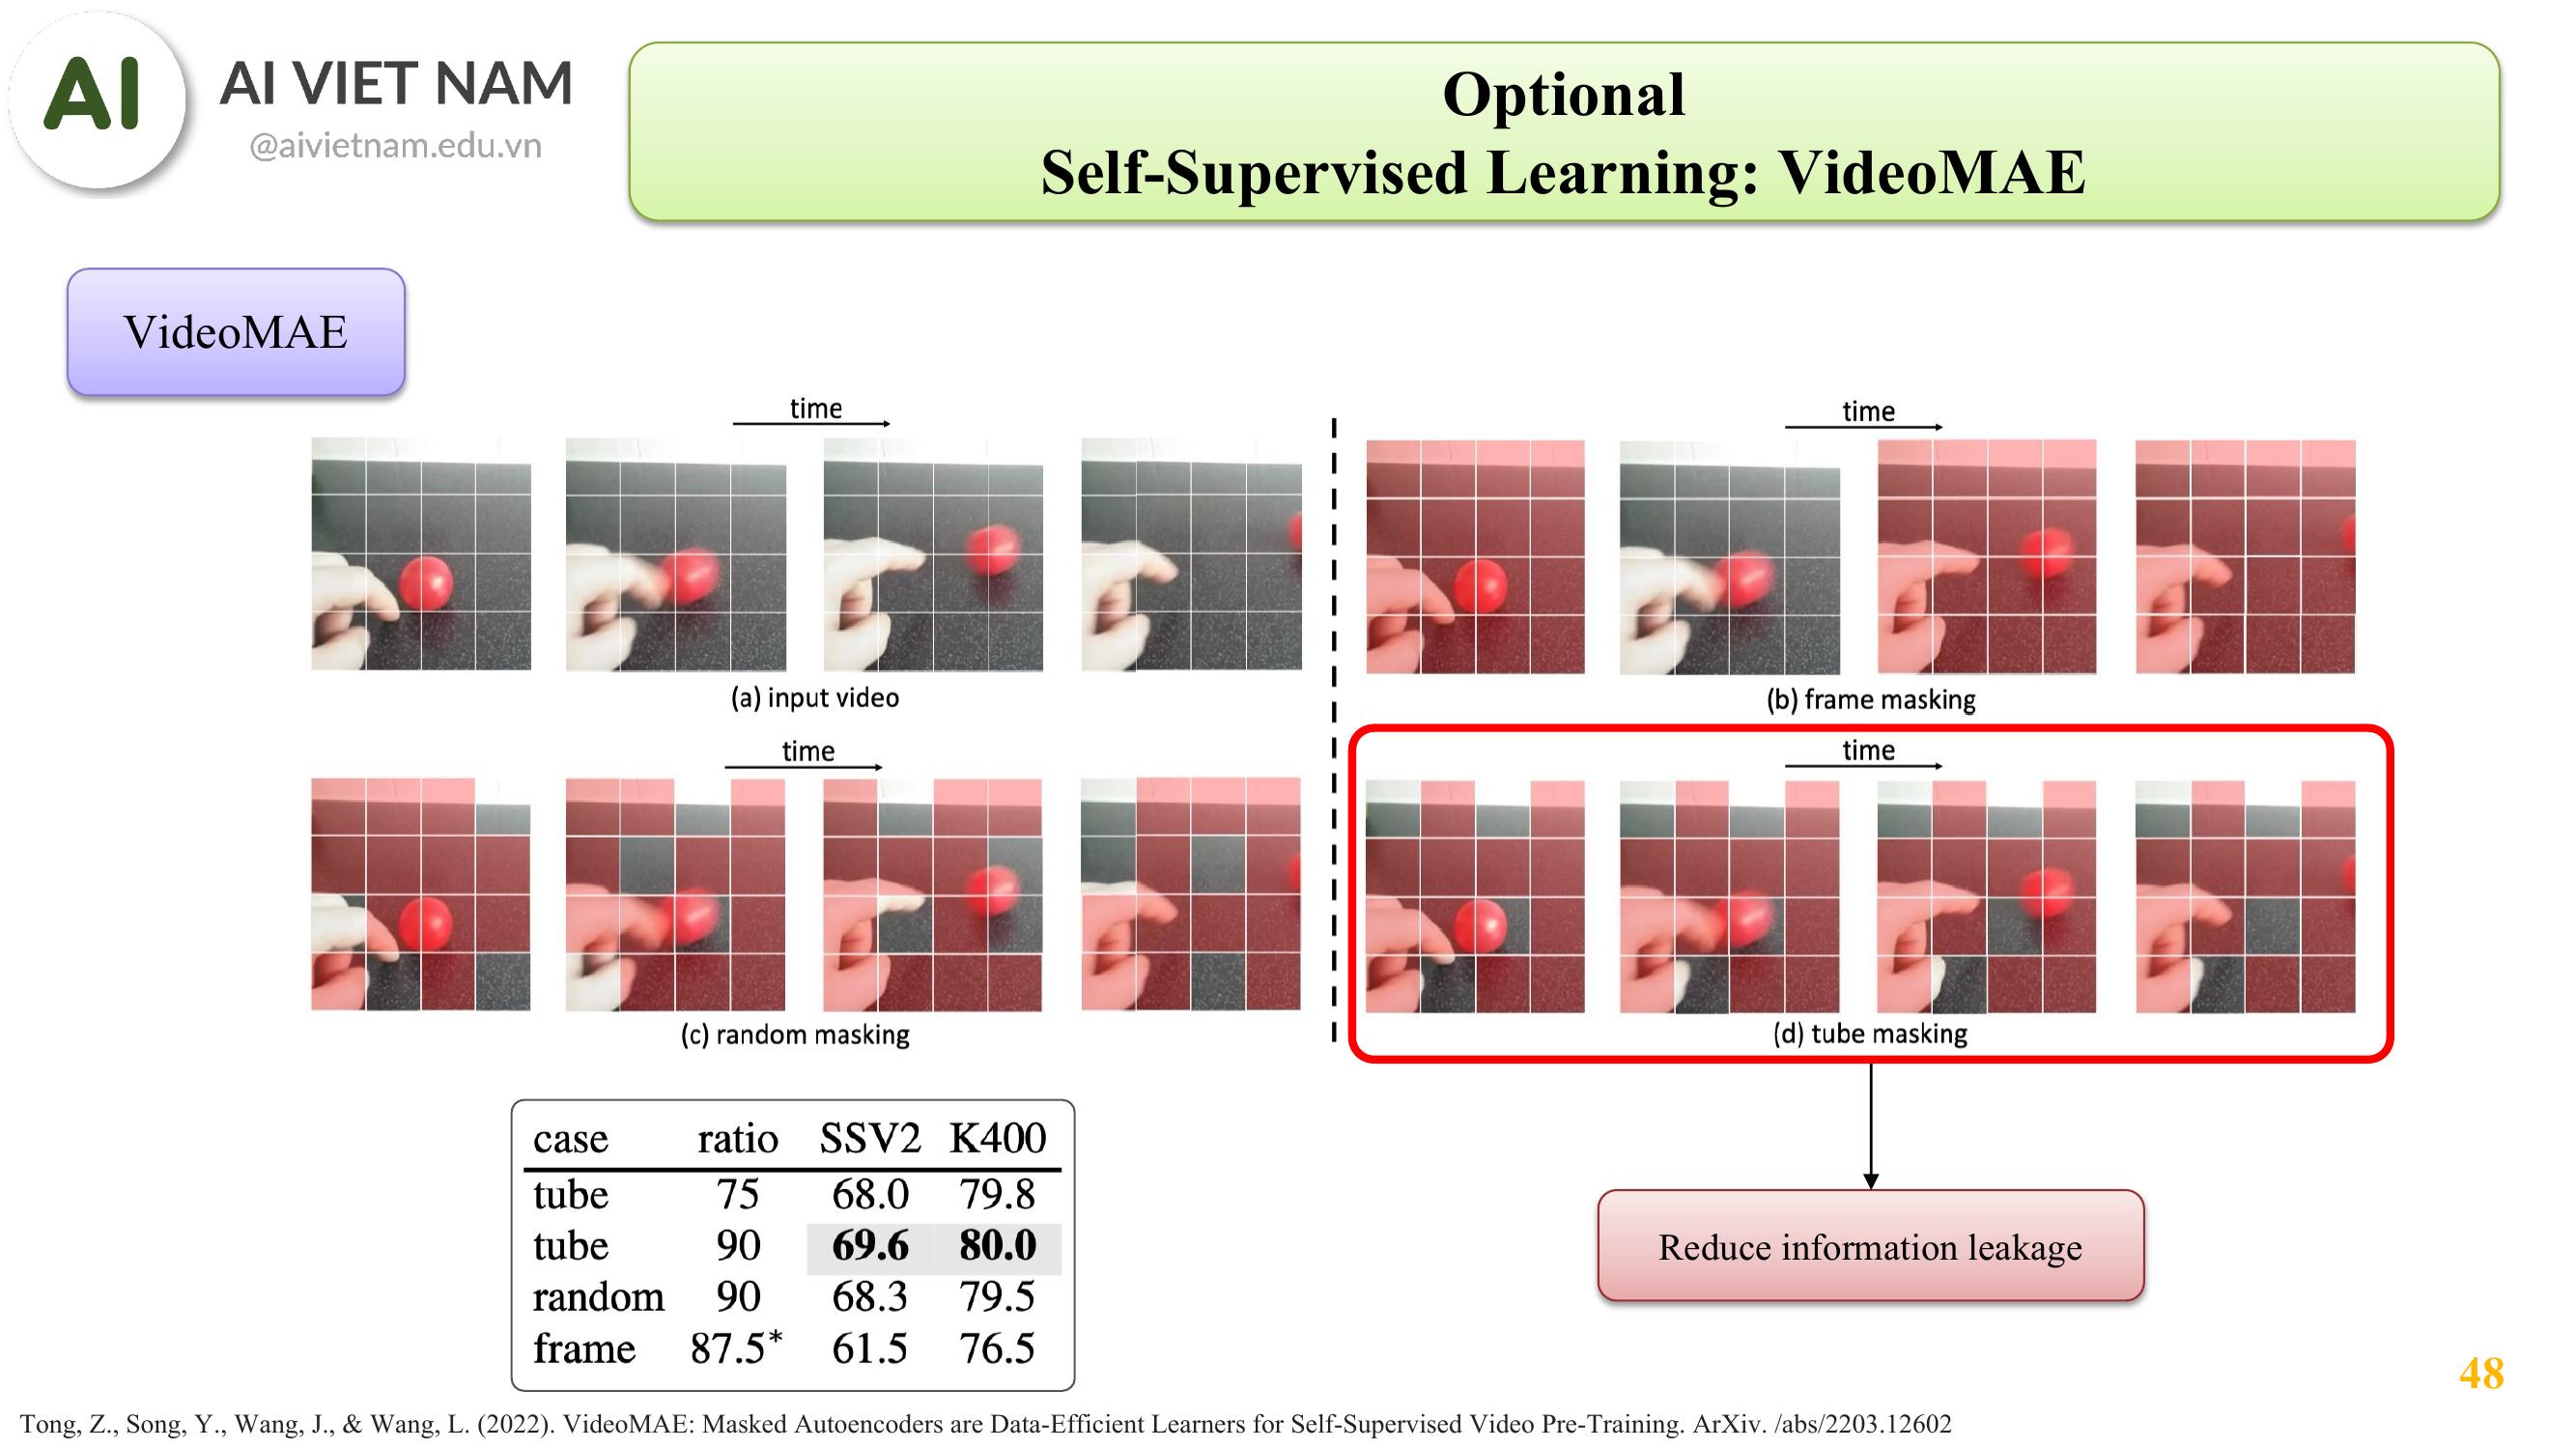 AI
AI VIET NAM
@aivietnam.edu.vn
Optional
Self-Supervised Learning: VideoMAE
VideoMAE
time
(a) input video
time
(b) frame masking
time
(c) random masking
time
(d) tube masking
case ratio SSV2 K400
tube 75 68.0 79.8
tube 90 69.6 80.0
random 90 68.3 79.5
frame 87.5* 61.5 76.5
Reduce information leakage
48
Tong, Z., Song, Y., Wang, J., & Wang, L. (2022). VideoMAE: Masked Autoencoders are Data-Efficient Learners for Self-Supervised Video Pre-Training. ArXiv. /abs/2203.12602